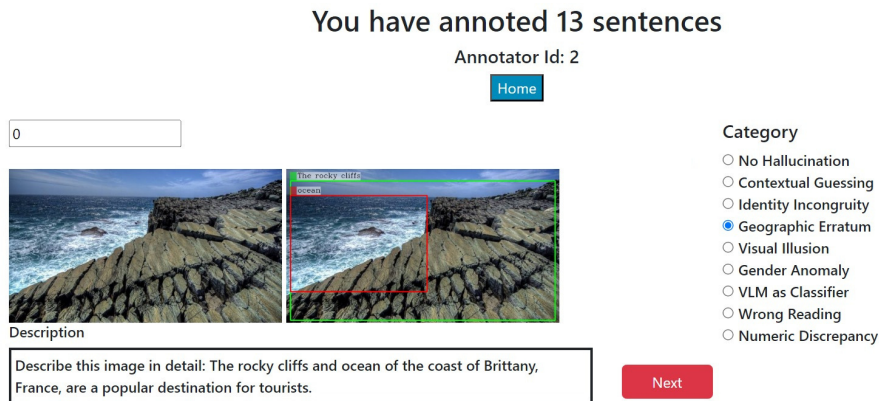 You have annoted 13 sentences
Annotator Id: 2
Home
0
The rocky cliffs
ocean
Description
Describe this image in detail: The rocky cliffs and ocean of the coast of Brittany,
France, are a popular destination for tourists.
Category
No Hallucination
Contextual Guessing
Identity Incongruity
Geographic Erratum
Visual Illusion
Gender Anomaly
VLM as Classifier
Wrong Reading
Numeric Discrepancy
Next